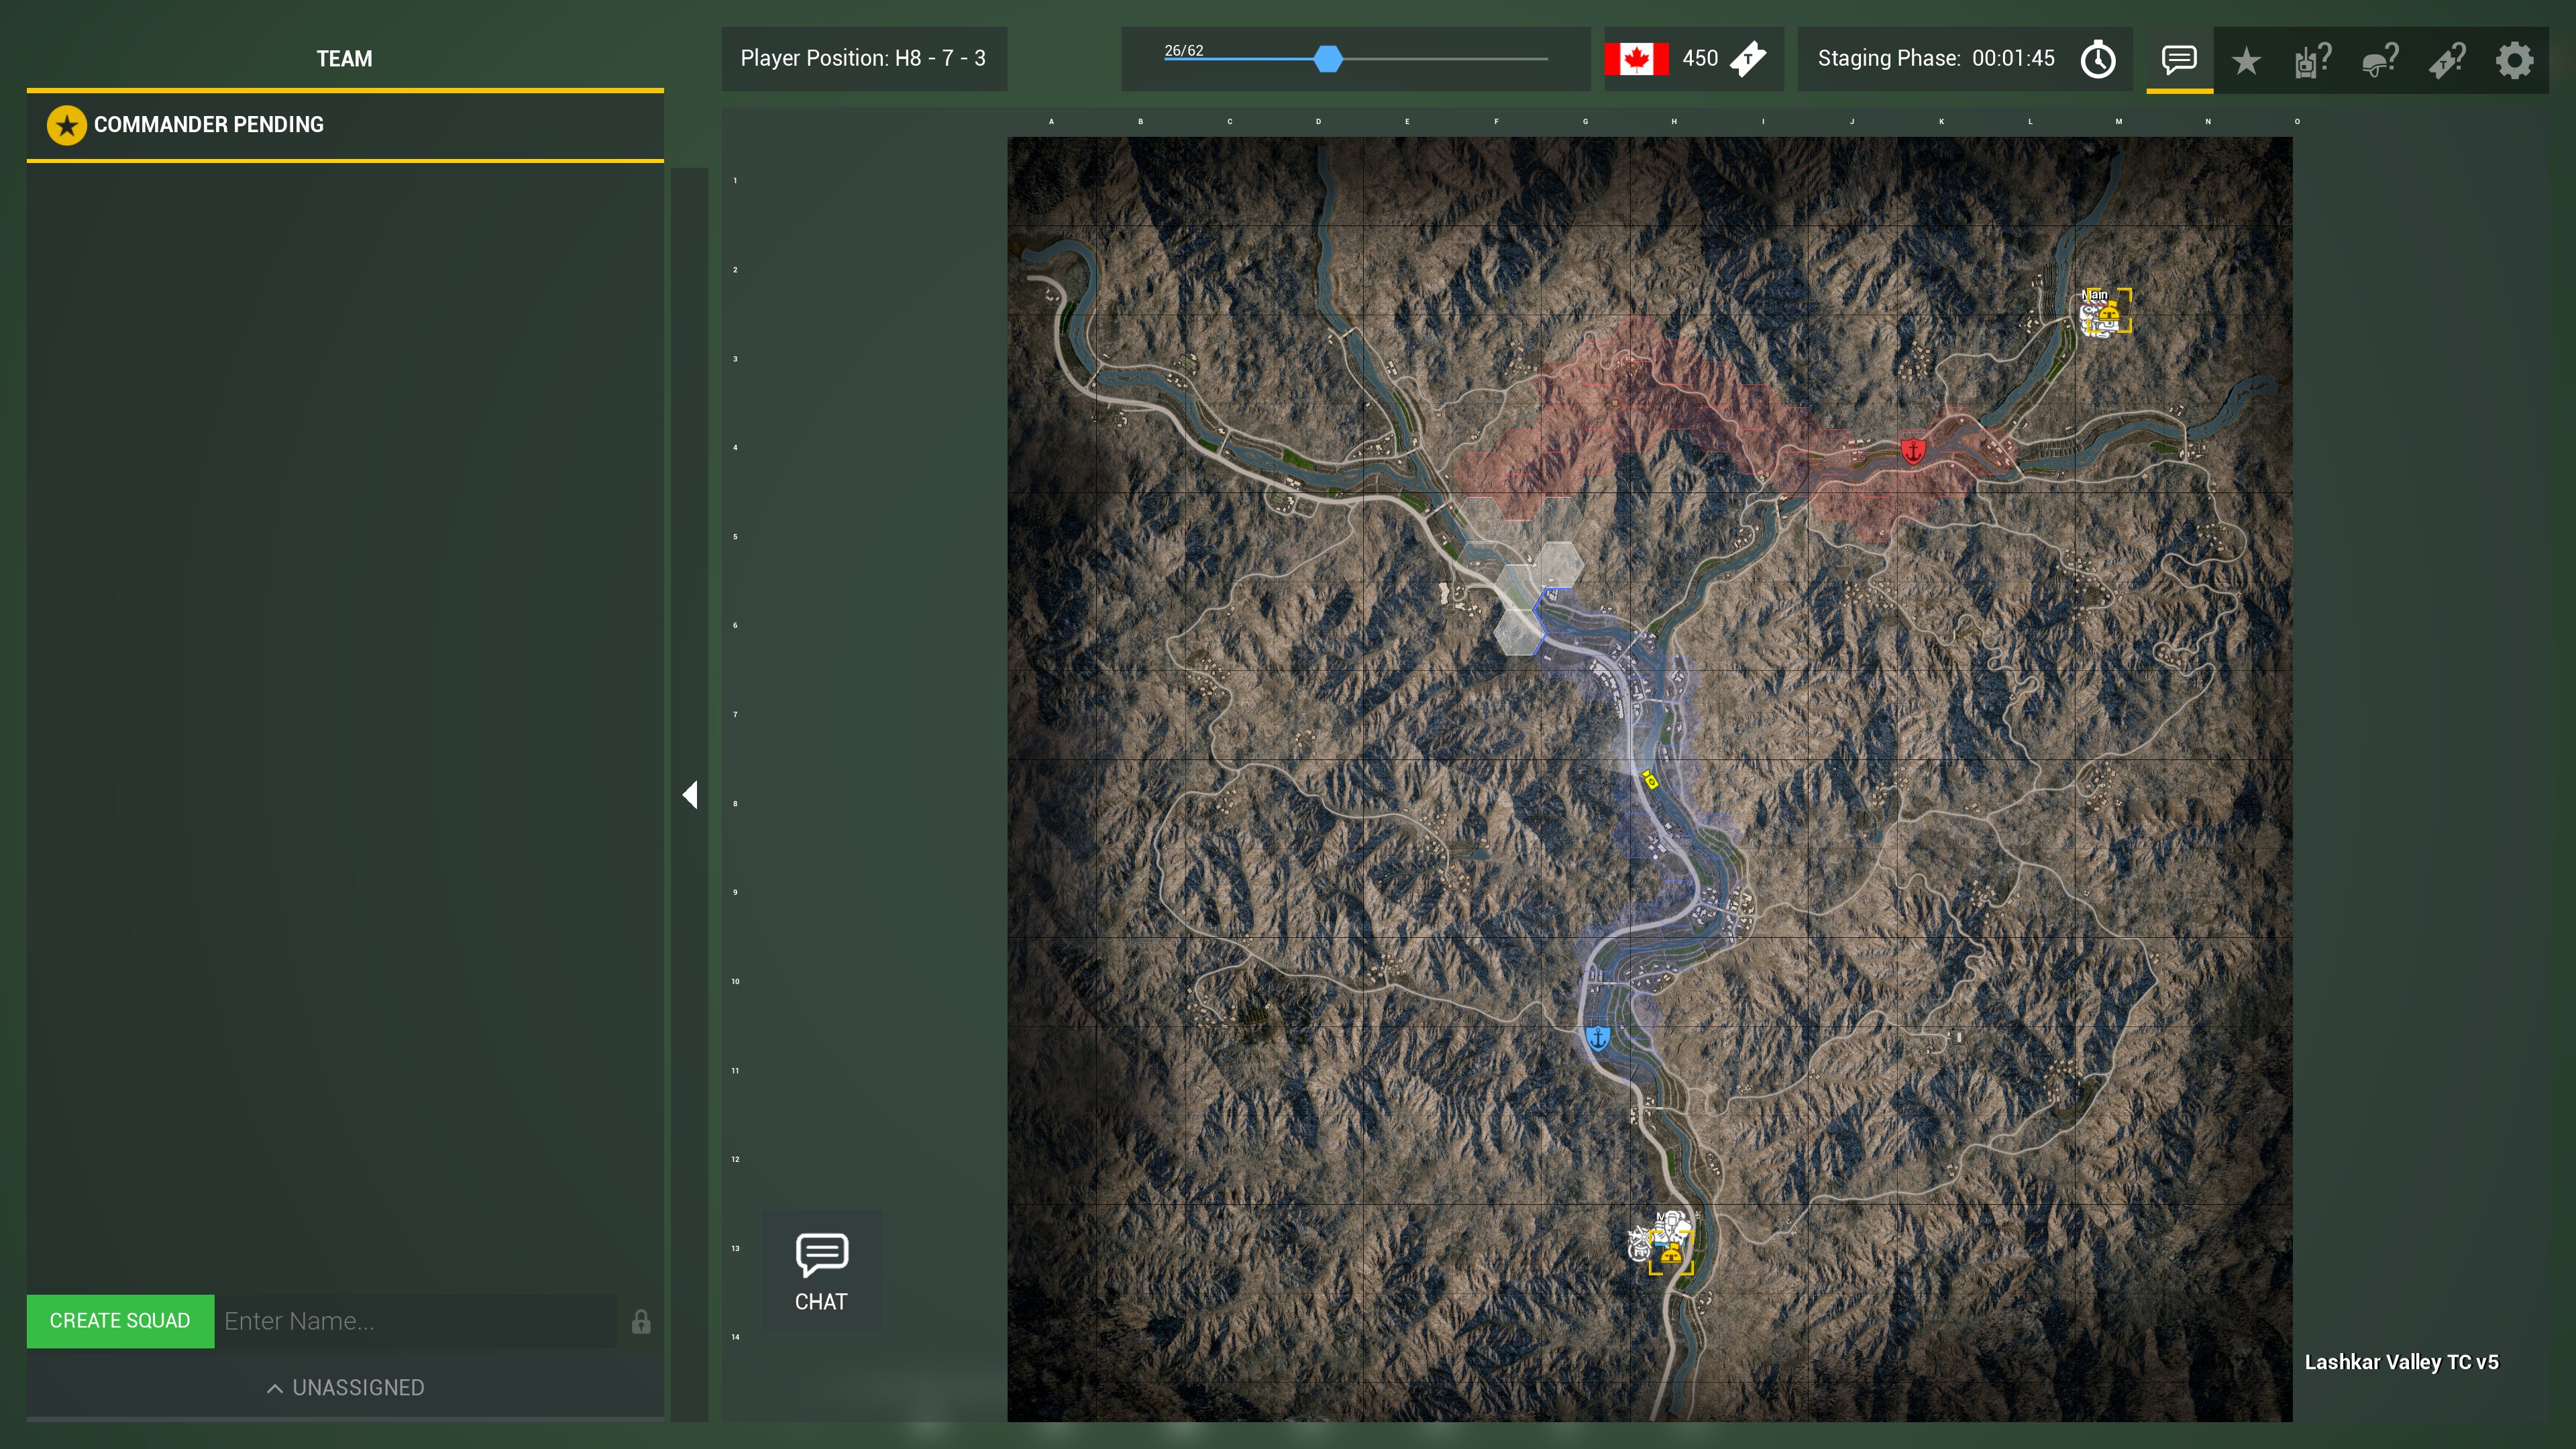 TEAM
COMMANDER PENDING
Player Position: H8 - 7 - 3
26/62
450
T
Staging Phase: 00:01:45
A B C D E F G H I J K L M N O
1
2
3
4
5
6
7
8
9
10
11
12
13
14
Main
CHAT
CREATE SQUAD
Enter Name...
UNASSIGNED
Lashkar Valley TC v5